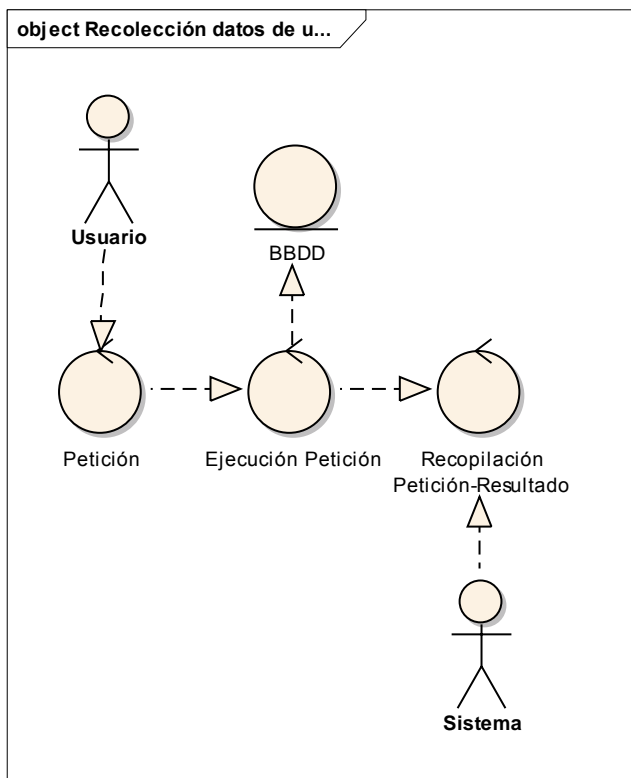 object Recolección datos de u...
Usuario
BBDD
Petición
Ejecución Petición
Recopilación
Petición-Resultado
Sistema